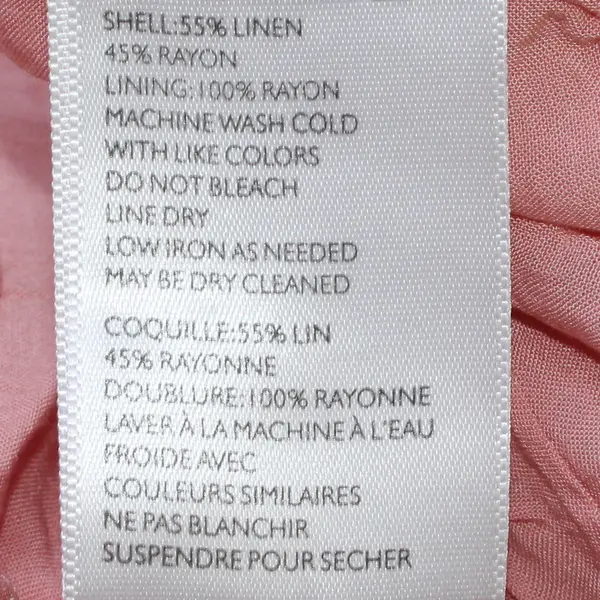 SHELL:55% LINEN
45% RAYON
LINING:100% RAYON
MACHINE WASH COLD
WITH LIKE COLORS
DO NOT BLEACH
LINE DRY
LOW IRON AS NEEDED
MAY BE DRY CLEANED
COQUILLE:55% LIN
45% RAYONNE
DOUBLURE:100% RAYONNE
LAVER À LA MACHINE À L'EAU
FROIDE AVEC
COULEURS SIMILAIRES
NE PAS BLANCHIR
SUSPENDRE POUR SECHER